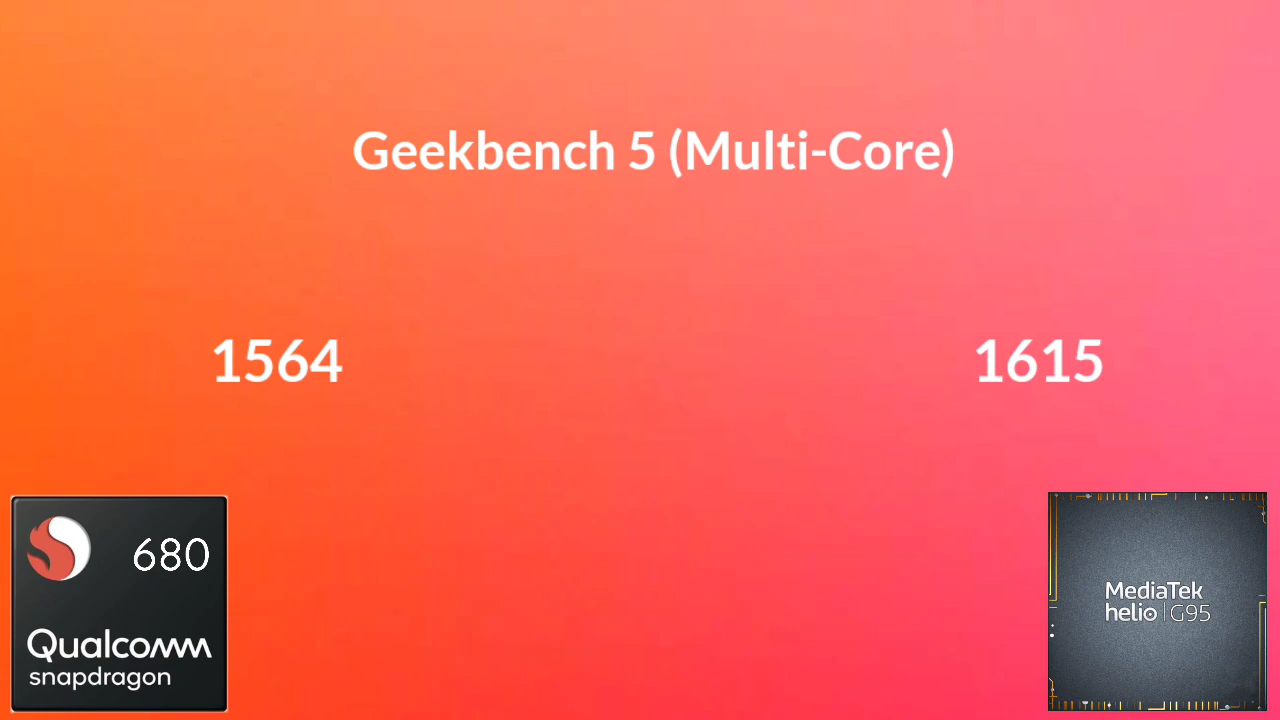 Geekbench 5 (Multi-Core)
1564
1615
680
Qualcomm
snapdragon
MediaTek
helio G95